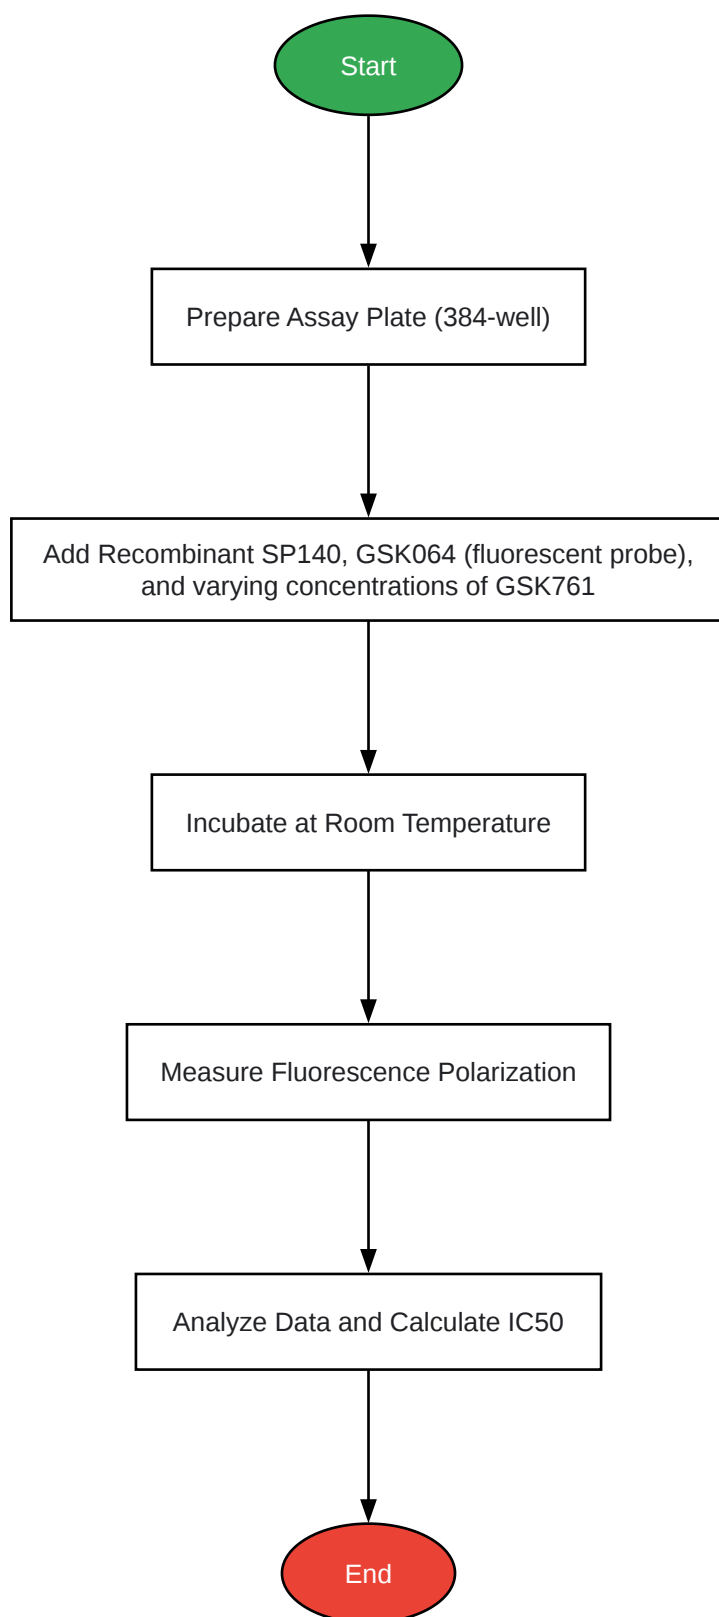 Start
Prepare Assay Plate (384-well)
Add Recombinant SP140, GSK064 (fluorescent probe),
and varying concentrations of GSK761
Incubate at Room Temperature
Measure Fluorescence Polarization
Analyze Data and Calculate IC50
End